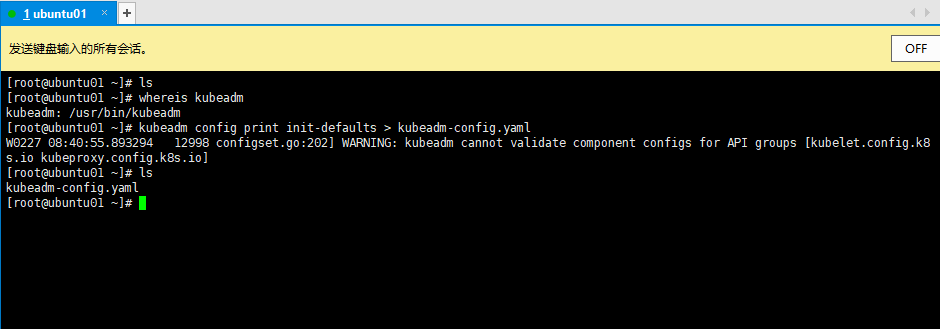 1 ubuntu01 × +
发送键盘输入的所有会话。 OFF
[root@ubuntu01 ~]# ls
[root@ubuntu01 ~]# whereis kubeadm
kubeadm: /usr/bin/kubeadm
[root@ubuntu01 ~]# kubeadm config print init-defaults > kubeadm-config.yaml
W0227 08:40:55.893294   12998 configset.go:202] WARNING: kubeadm cannot validate component configs for API groups [kubelet.config.k8
s.io kubeproxy.config.k8s.io]
[root@ubuntu01 ~]# ls
kubeadm-config.yaml
[root@ubuntu01 ~]#